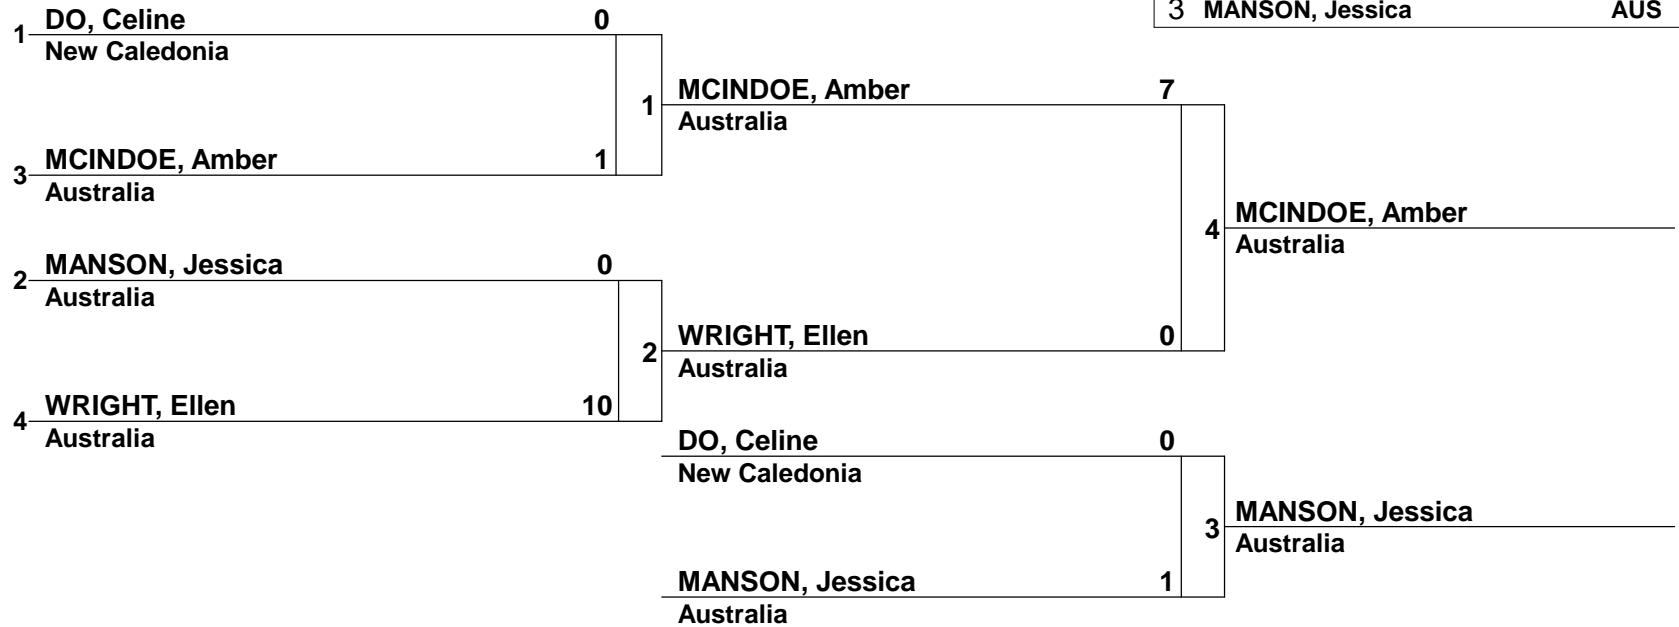 3 MANSON, Jessica AUS
1 DO, Celine 0
New Caledonia
3 MCINDOE, Amber 1
Australia
1
MCINDOE, Amber 7
Australia
2 MANSON, Jessica 0
Australia
4 WRIGHT, Ellen 10
Australia
2
WRIGHT, Ellen 0
Australia
4
MCINDOE, Amber
Australia
DO, Celine 0
New Caledonia
MANSON, Jessica 1
Australia
3
MANSON, Jessica
Australia